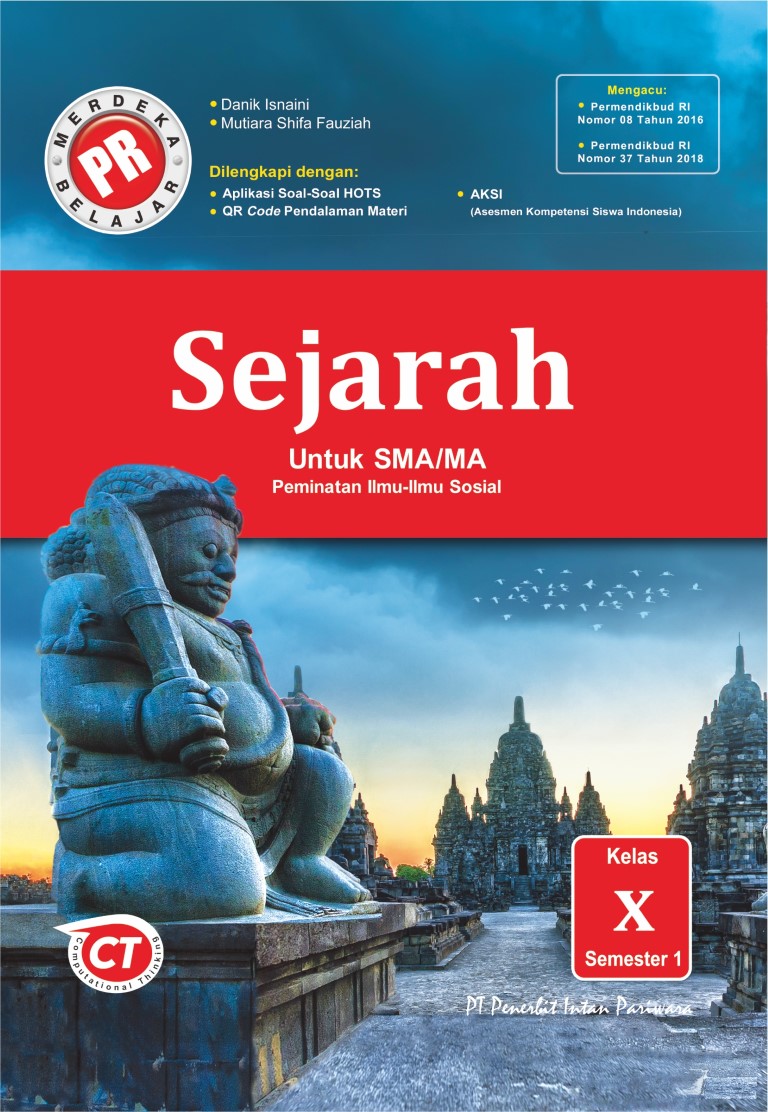 MERDEKA
PR
BELAJAR
• Danik Isnaini
• Mutiara Shifa Fauziah
Dilengkapi dengan:
• Aplikasi Soal-Soal HOTS
• QR Code Pendalaman Materi
• AKSI
(Asesmen Kompetensi Siswa Indonesia)
Mengacu:
• Permendikbud RI
Nomor 08 Tahun 2016
• Permendikbud RI
Nomor 37 Tahun 2018
Sejarah
Untuk SMA/MA
Peminatan Ilmu-Ilmu Sosial
Kelas
X
Semester 1
CT
Computational Thinking
PT Penerbit Intan Pariwara